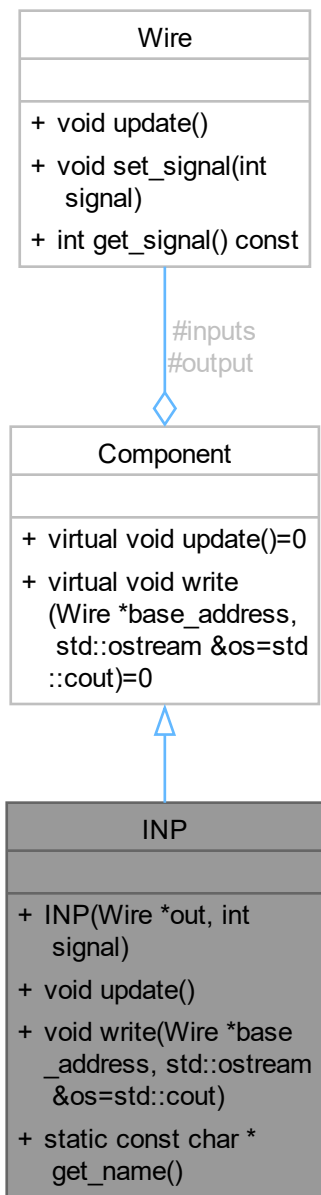 Wire
+ void update()
+ void set_signal(int
signal)
+ int get_signal() const
#inputs
#output
Component
+ virtual void update()=0
+ virtual void write
(Wire *base_address,
std::ostream &os=std
::cout)=0
INP
+ INP(Wire *out, int
signal)
+ void update()
+ void write(Wire *base
_address, std::ostream
&os=std::cout)
+ static const char *
get_name()